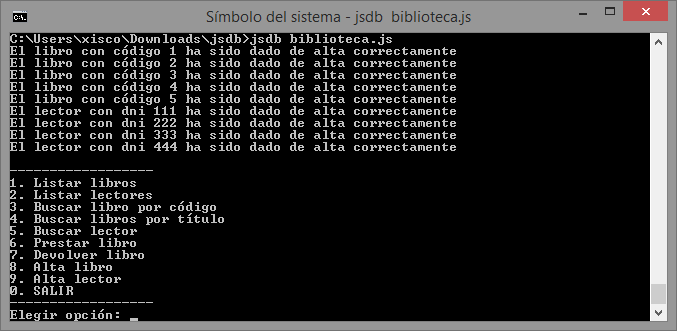 Símbolo del sistema - jsdb  biblioteca.js
C:\Users\xisco\Downloads\jsdb>jsdb biblioteca.js
El libro con código 1 ha sido dado de alta correctamente
El libro con código 2 ha sido dado de alta correctamente
El libro con código 3 ha sido dado de alta correctamente
El libro con código 4 ha sido dado de alta correctamente
El libro con código 5 ha sido dado de alta correctamente
El lector con dni 111 ha sido dado de alta correctamente
El lector con dni 222 ha sido dado de alta correctamente
El lector con dni 333 ha sido dado de alta correctamente
El lector con dni 444 ha sido dado de alta correctamente
------------------
1. Listar libros
2. Listar lectores
3. Buscar libro por código
4. Buscar libros por título
5. Buscar lector
6. Prestar libro
7. Devolver libro
8. Alta libro
9. Alta lector
0. SALIR
------------------
Elegir opción: _